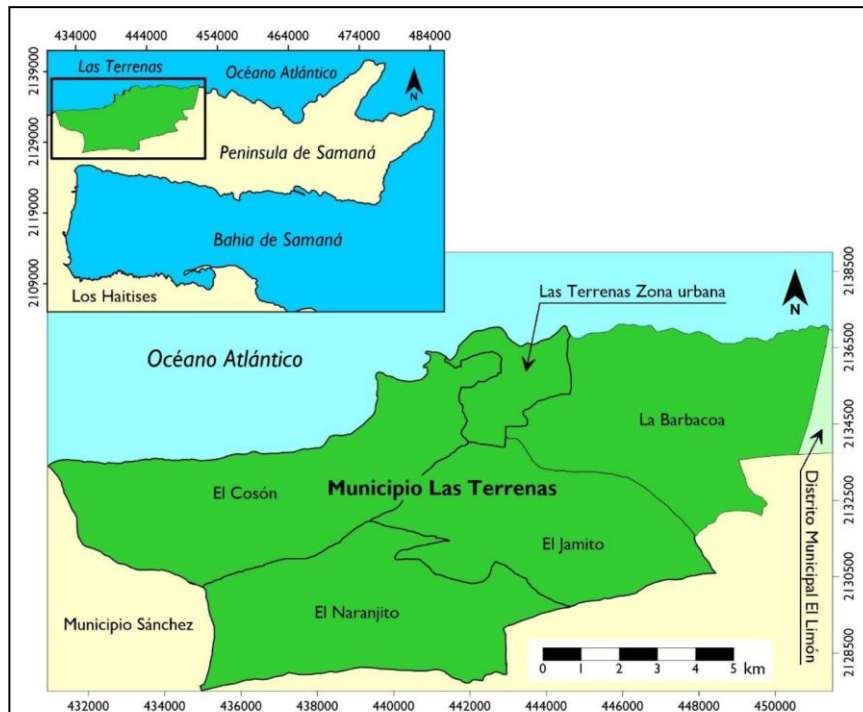 434000 444000 454000 464000 474000 484000
2139000
2129000
2119000
2109000
Las Terrenas
Océano Atlántico
N
Peninsula de Samaná
Bahia de Samaná
Los Haitises
Las Terrenas Zona urbana
N
Océano Atlántico
La Barbacoa
El Cosón
Municipio Las Terrenas
El Jamito
El Naranjito
Municipio Sánchez
Distrito Municipal El Limón
0 1 2 3 4 5 km
2138500
2136500
2134500
2132500
2130500
2128500
432000 434000 436000 438000 440000 442000 444000 446000 448000 450000